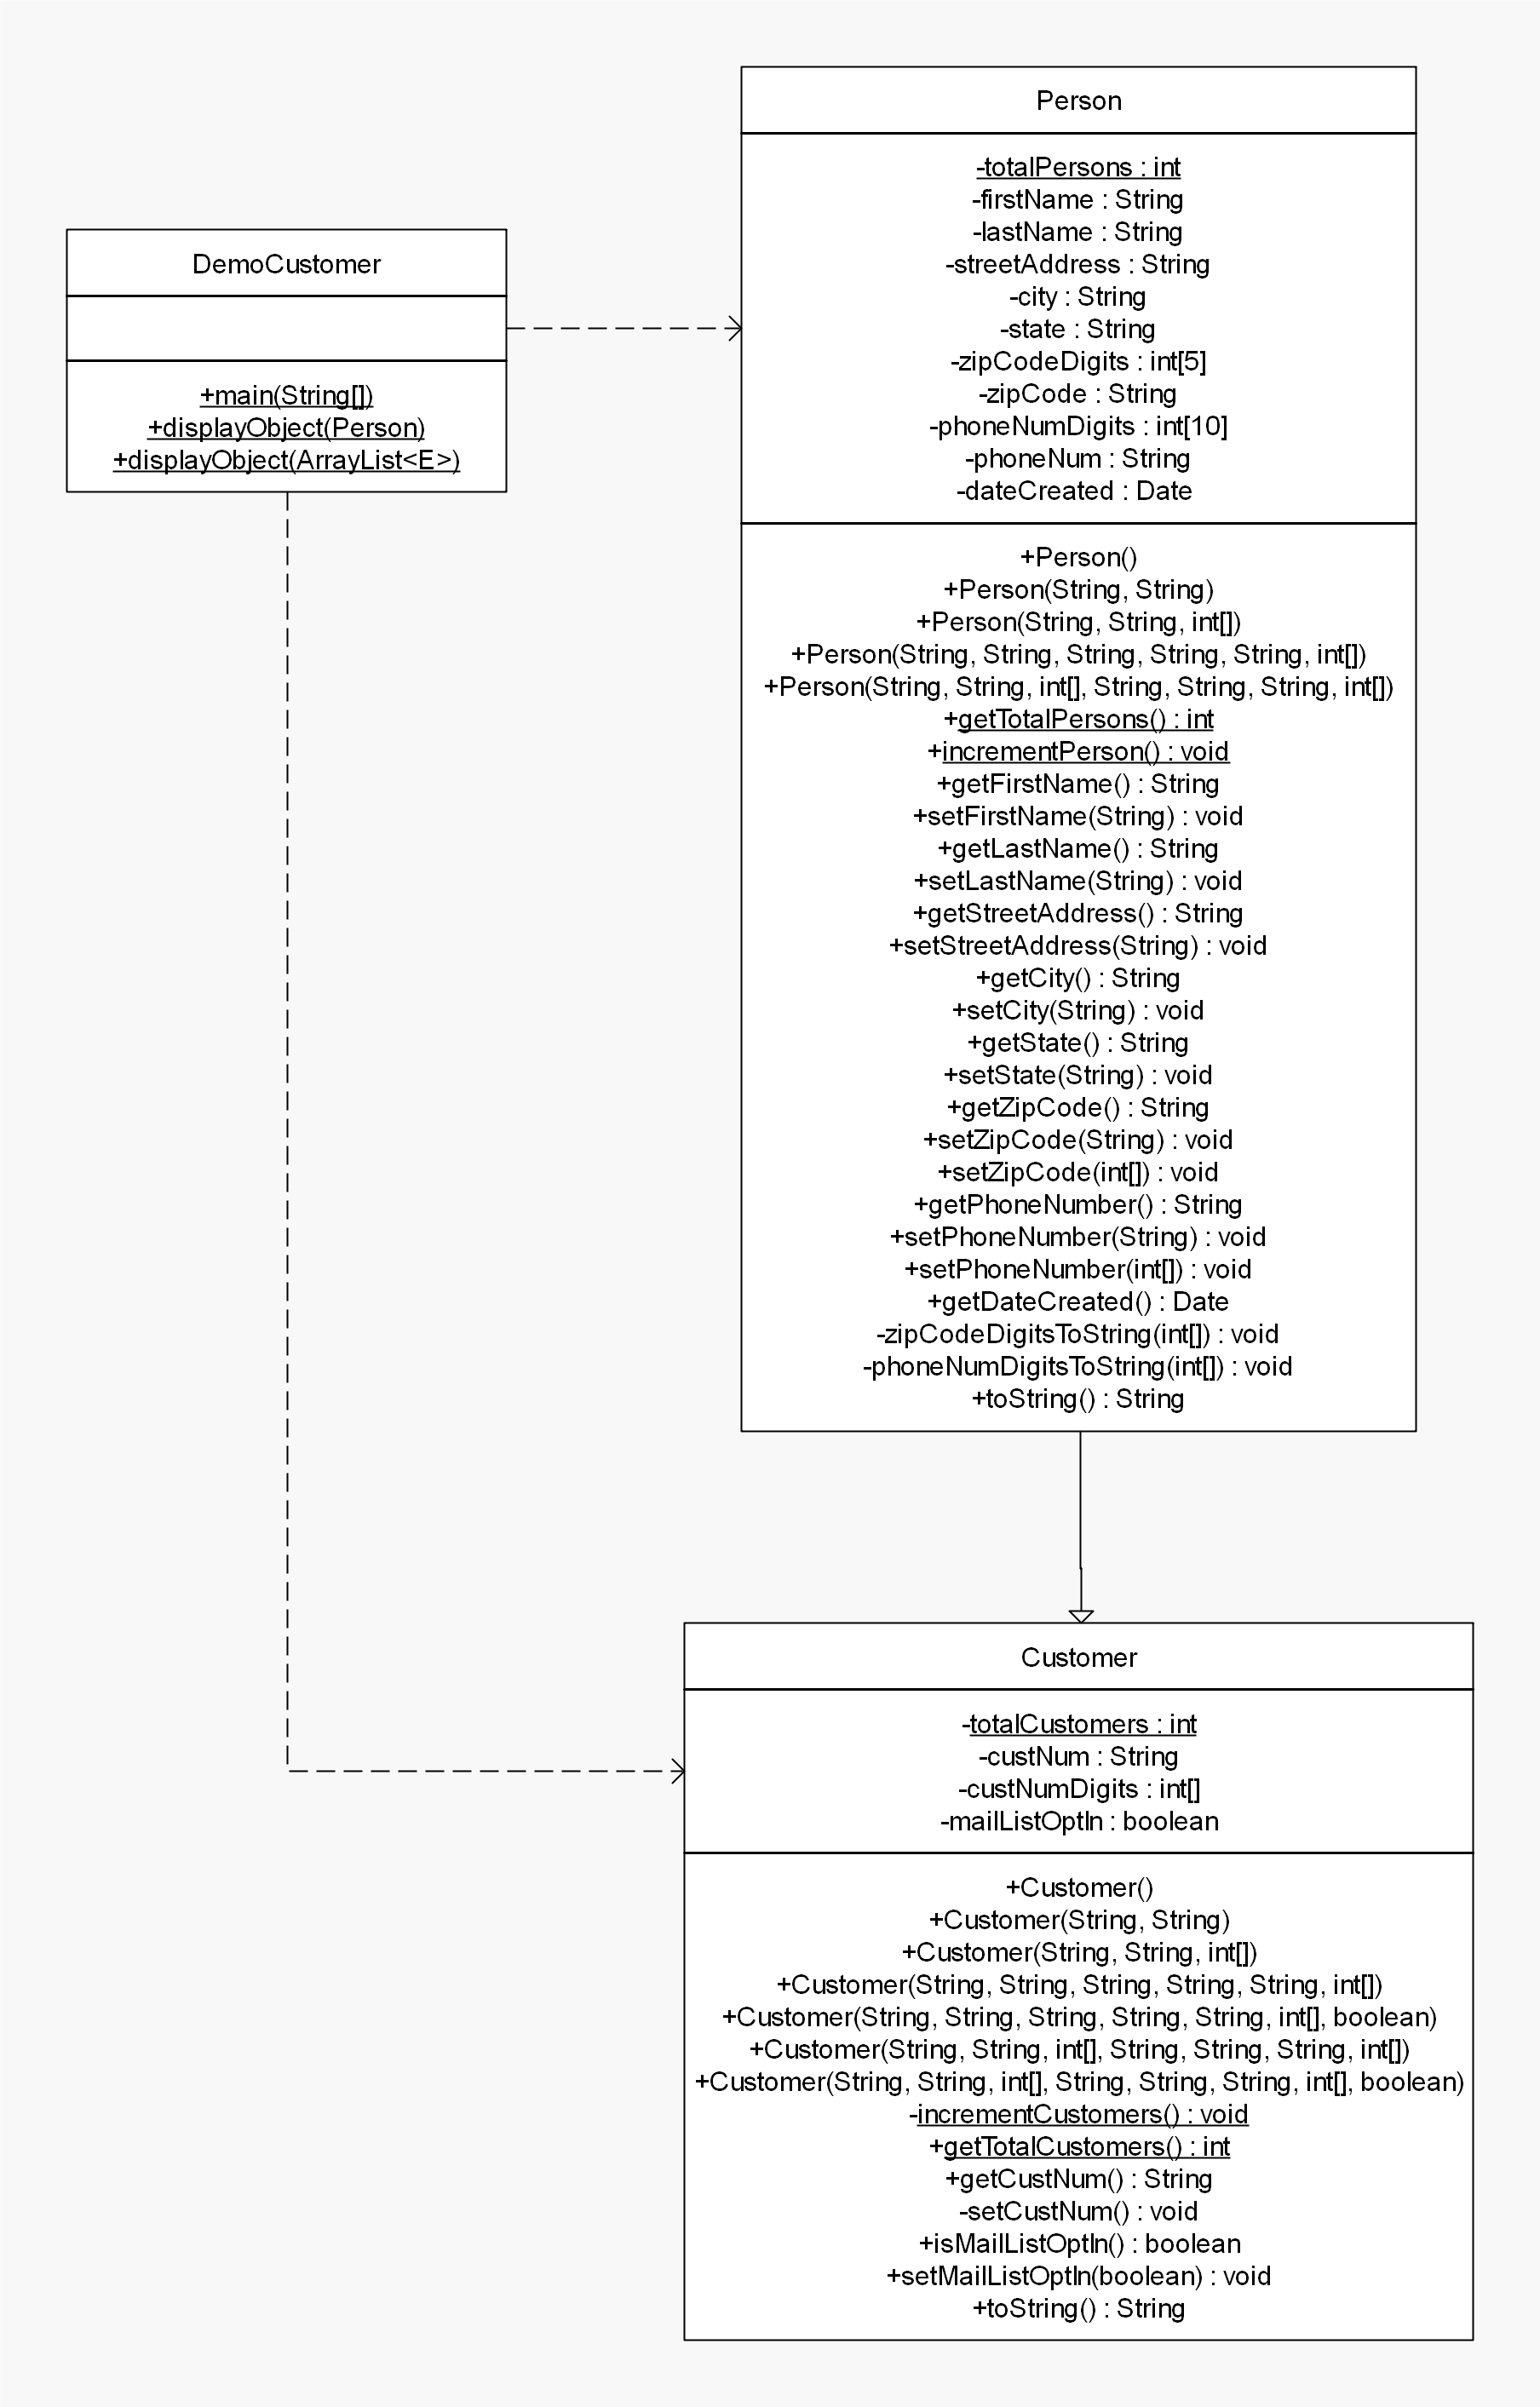 Person
-totalPersons : int
-firstName : String
-lastName : String
-streetAddress : String
-city : String
-state : String
-zipCodeDigits : int[5]
-zipCode : String
-phoneNumDigits : int[10]
-phoneNum : String
-dateCreated : Date
+Person()
+Person(String, String)
+Person(String, String, int[])
+Person(String, String, String, String, String, int[])
+Person(String, String, int[], String, String, String, int[])
+getTotalPersons() : int
+incrementPerson() : void
+getFirstName() : String
+setFirstName(String) : void
+getLastName() : String
+setLastName(String) : void
+getStreetAddress() : String
+setStreetAddress(String) : void
+getCity() : String
+setCity(String) : void
+getState() : String
+setState(String) : void
+getZipCode() : String
+setZipCode(String) : void
+setZipCode(int[]) : void
+getPhoneNumber() : String
+setPhoneNumber(String) : void
+setPhoneNumber(int[]) : void
+getDateCreated() : Date
-zipCodeDigitsToString(int[]) : void
-phoneNumDigitsToString(int[]) : void
+toString() : String
DemoCustomer
+main(String[])
+displayObject(Person)
+displayObject(ArrayList<E>)
Customer
-totalCustomers : int
-custNum : String
-custNumDigits : int[]
-mailListOptIn : boolean
+Customer()
+Customer(String, String)
+Customer(String, String, int[])
+Customer(String, String, String, String, String, int[])
+Customer(String, String, String, String, String, int[], boolean)
+Customer(String, String, int[], String, String, String, int[])
+Customer(String, String, int[], String, String, String, int[], boolean)
-incrementCustomers() : void
+getTotalCustomers() : int
+getCustNum() : String
-setCustNum() : void
+isMailListOptIn() : boolean
+setMailListOptIn(boolean) : void
+toString() : String